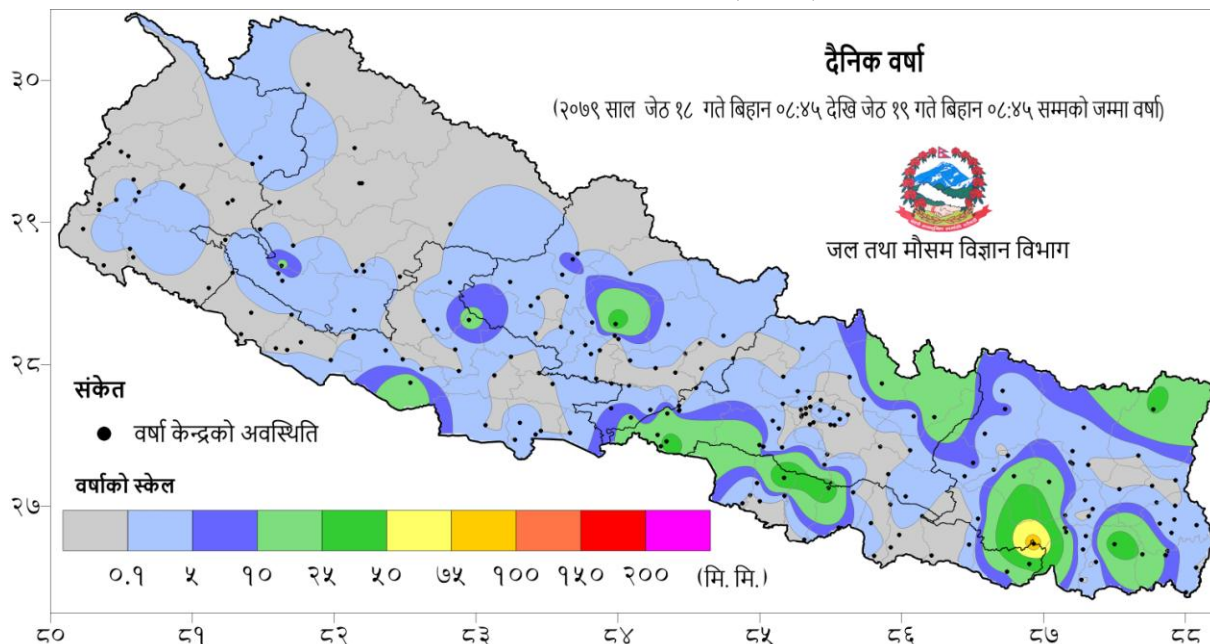 दैनिक वर्षा
(२०७९ साल जेठ १८ गते बिहान ०८:४५ देखि जेठ १९ गते बिहान ०८:४५ सम्मको जम्मा वर्षा)
जल तथा मौसम विज्ञान विभाग
३०
२९
२८
२७
संकेत
वर्षा केन्द्रको अवस्थिति
वर्षाको स्केल
०.१ ५ १० २५ ५० ७५ १०० १५० २०० (मि. मि.)
८० ८१ ८२ ८३ ८४ ८५ ८६ ८७ ८८